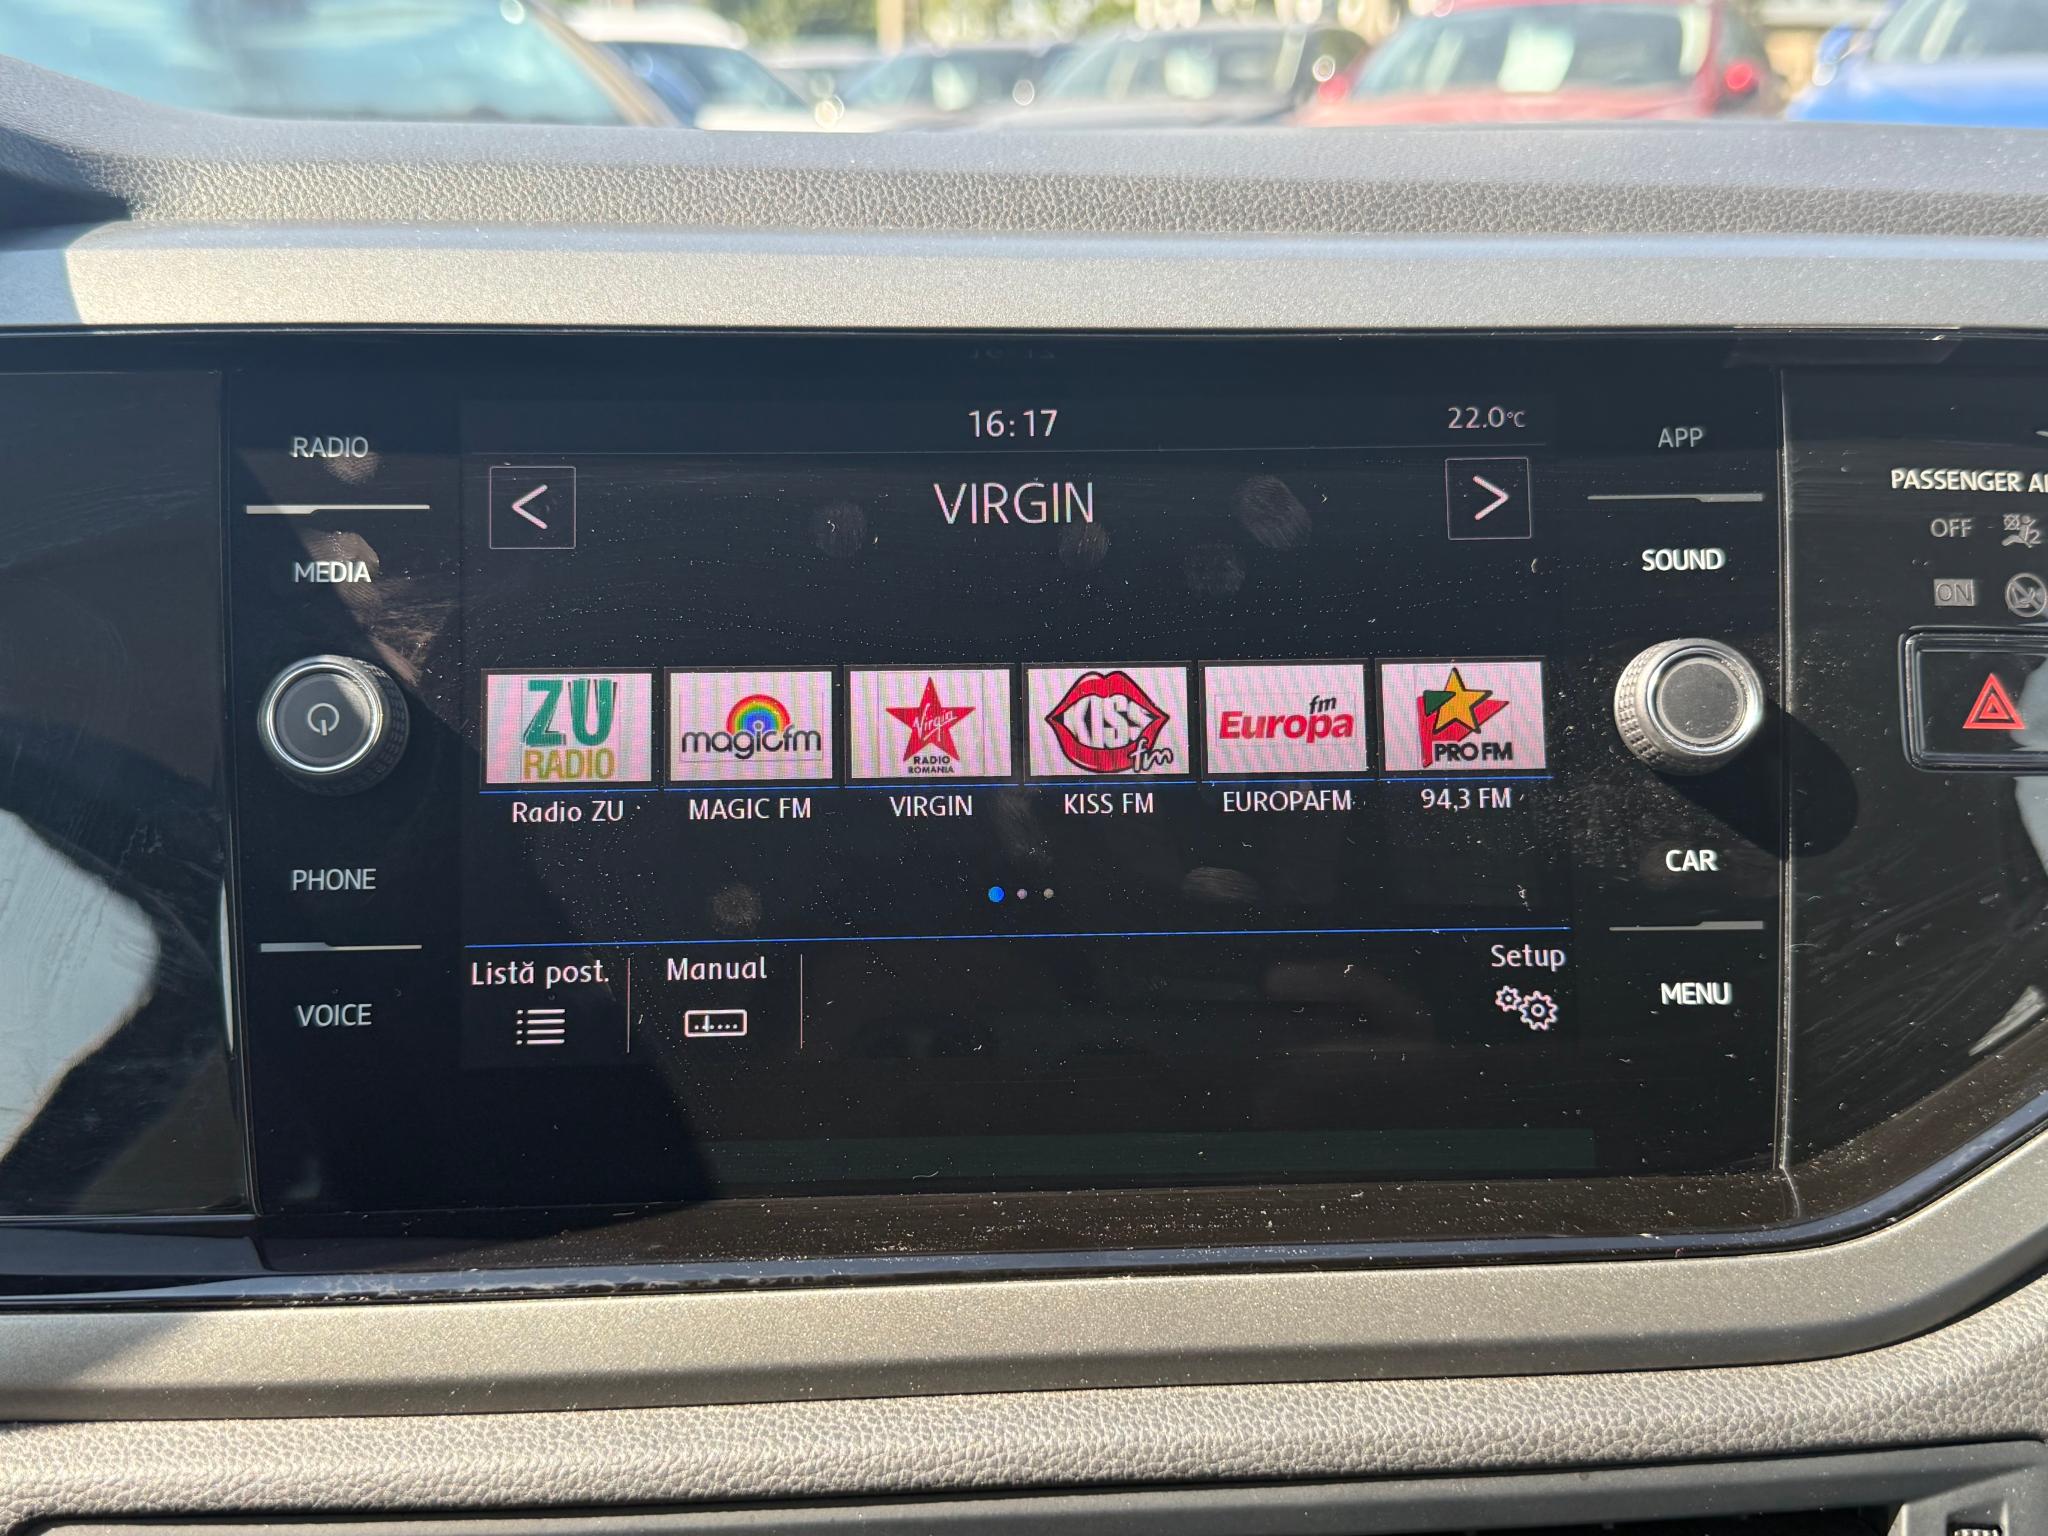 16:17
22.0°C
RADIO
APP
VIRGIN
PASSENGER
OFF
MEDIA
SOUND
ON
ZU
RADIO
magicfm
Virgin
RADIO
ROMANIA
KISS
fm
Europa
fm
PRO FM
Radio ZU
MAGIC FM
VIRGIN
KISS FM
EUROPAFM
94,3 FM
PHONE
CAR
Listă post.
Manual
Setup
VOICE
MENU